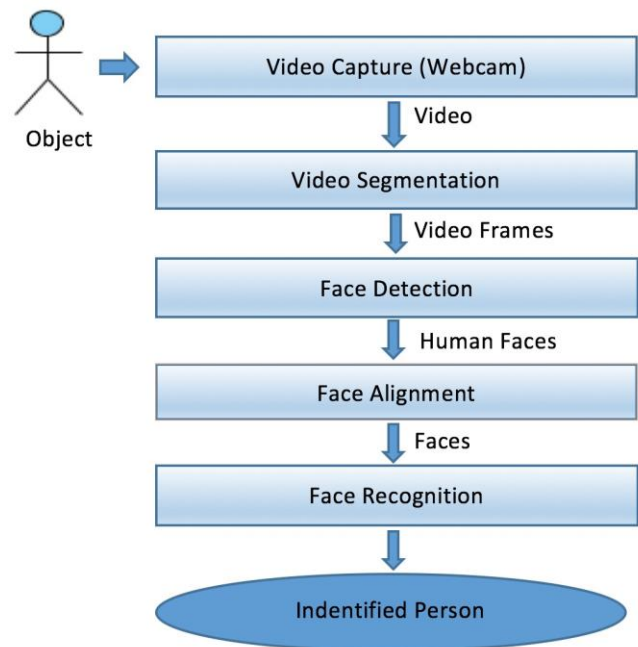 Object
Video Capture (Webcam)
Video
Video Segmentation
Video Frames
Face Detection
Human Faces
Face Alignment
Faces
Face Recognition
Indentified Person